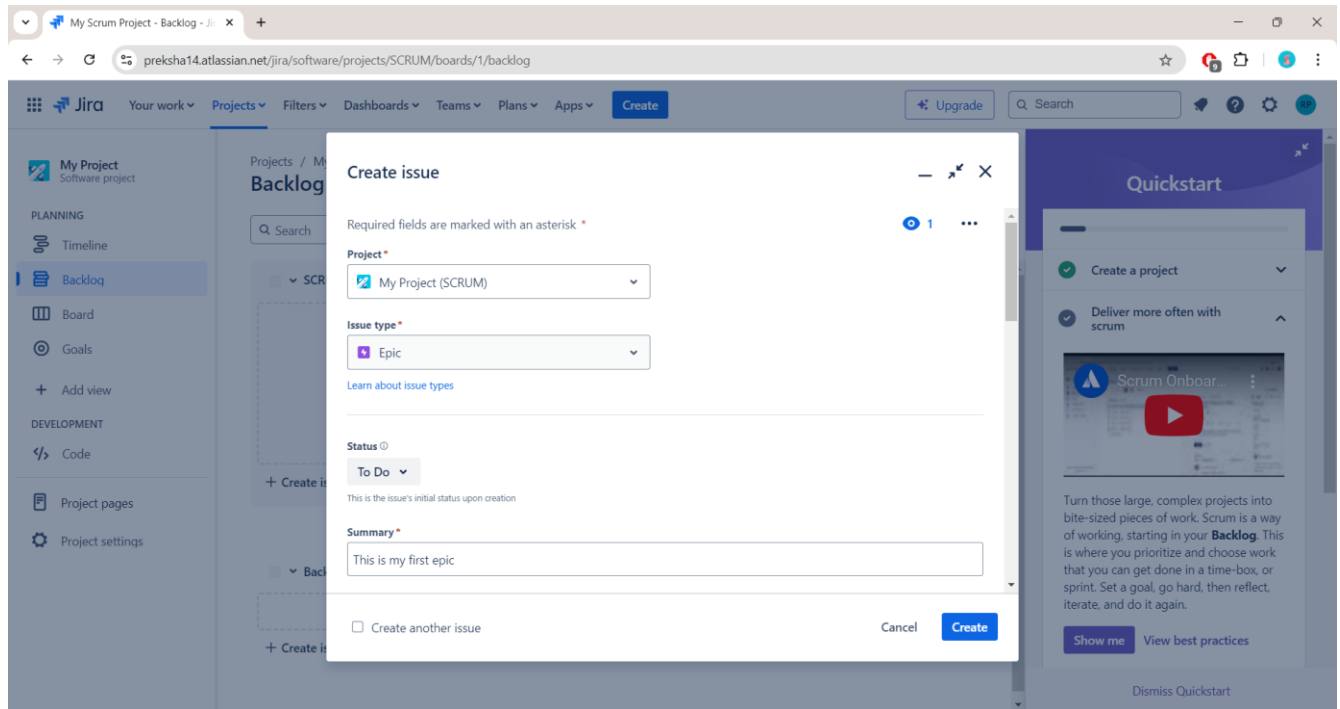 My Scrum Project - Backlog - Ji
preksha14.atlassian.net/jira/software/projects/SCRUM/boards/1/backlog
9
Jira Your work Projects Filters Dashboards Teams Plans Apps Create Upgrade Search RP
My Project
Software project
PLANNING
Timeline
Backlog
Board
Goals
+ Add view
DEVELOPMENT
Code
Project pages
Project settings
Projects / My
Backlog
Search
SCR
+ Create is
Back
+ Create is
Create issue
Required fields are marked with an asterisk *
1
Project *
My Project (SCRUM)
Issue type *
Epic
Learn about issue types
Status
To Do
This is the issue's initial status upon creation
Summary *
This is my first epic
Create another issue
Cancel Create
Quickstart
Create a project
Deliver more often with
scrum
Scrum Onboar...
Turn those large, complex projects into
bite-sized pieces of work. Scrum is a way
of working, starting in your Backlog. This
is where you prioritize and choose work
that you can get done in a time-box, or
sprint. Set a goal, go hard, then reflect,
iterate, and do it again.
Show me View best practices
Dismiss Quickstart